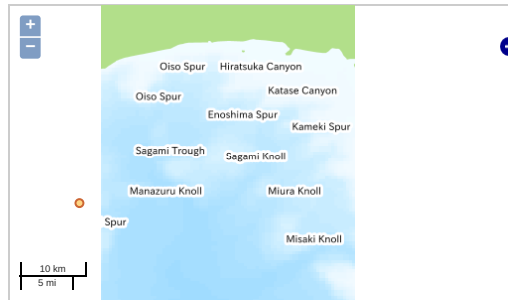 +
−
Oiso Spur
Hiratsuka Canyon
Katase Canyon
Oiso Spur
Enoshima Spur
Kameki Spur
Sagami Trough
Sagami Knoll
Manazuru Knoll
Miura Knoll
Spur
Misaki Knoll
10 km
5 mi